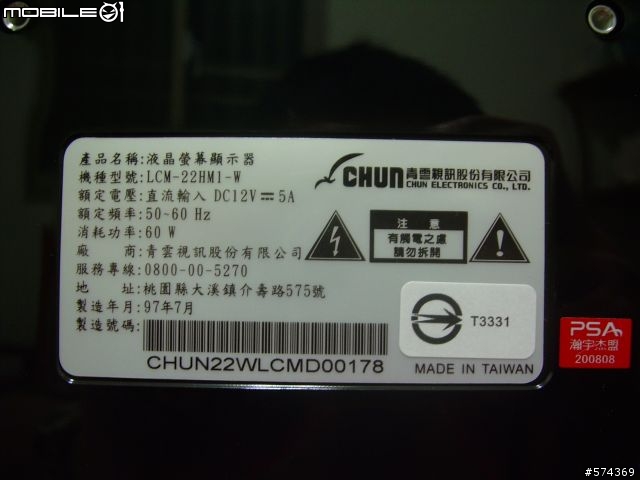 MOBILE01
產品名稱:液晶螢幕顯示器
機種型號:LCM-22HM1-W
額定電壓:直流輸入 DC12V⎓5A
額定頻率:50~60 Hz
消耗功率:60 W
廠　　商:青雲視訊股份有限公司
服務專線:0800-00-5270
地　　址:桃園縣大溪鎮介壽路575號
製造年月:97年7月
製造號碼:
CHUN22WLCMD00178
CHUN 青雲視訊股份有限公司
CHUN ELECTRONICS CO., LTD.
注 意
有觸電之虞
請勿拆開
T3331
MADE IN TAIWAN
PSA
瀚宇杰盟
200808
#574369